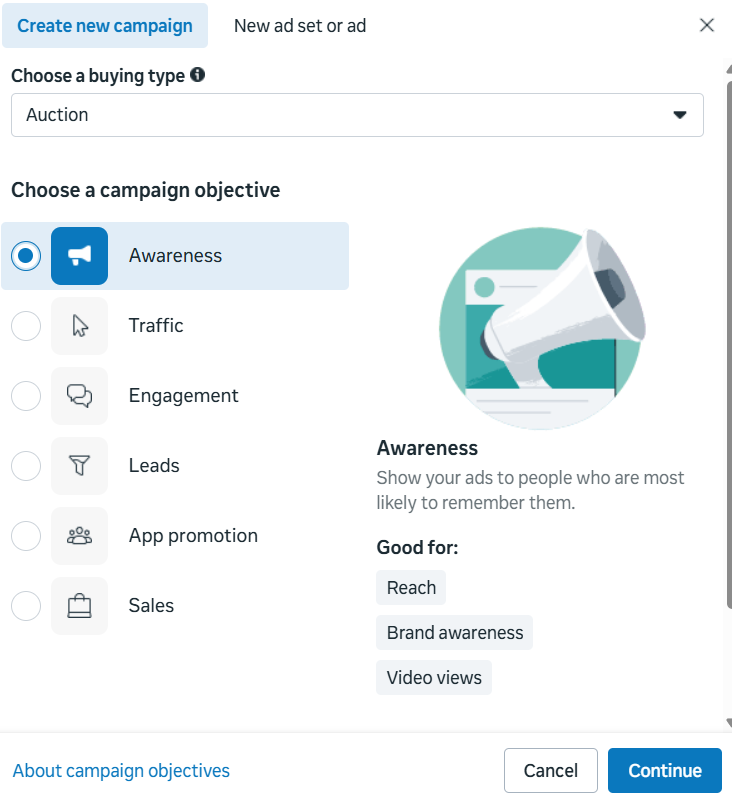 Create new campaign
New ad set or ad
Choose a buying type
Auction
Choose a campaign objective
Awareness
Traffic
Engagement
Leads
App promotion
Sales
Awareness
Show your ads to people who are most
likely to remember them.
Good for:
Reach
Brand awareness
Video views
About campaign objectives
Cancel
Continue